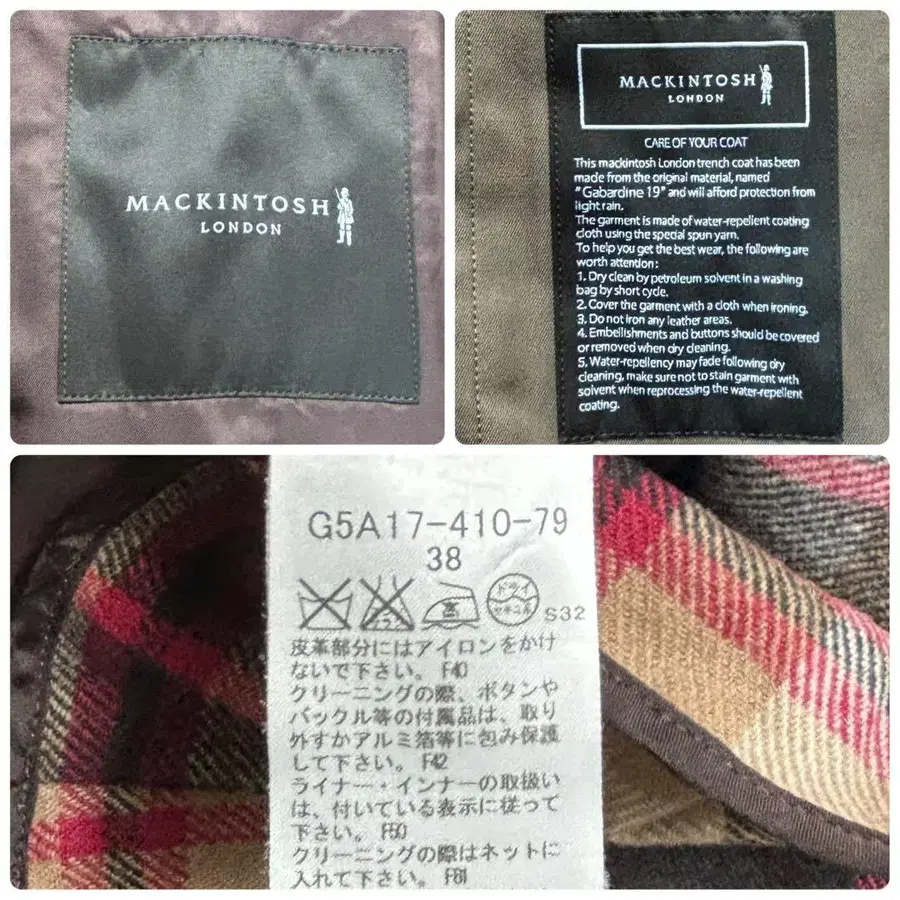 MACKINTOSH
LONDON
MACKINTOSH
LONDON
CARE OF YOUR COAT
This mackintosh London trench coat has been
made from the original material, named
"Gabardine 19" and will afford protection from
light rain.
The garment is made of water-repellent coating
cloth using the special spun yarn.
To help you get the best wear, the following are
worth attention:
1. Dry clean by petroleum solvent in a washing
bag by short cycle.
2. Cover the garment with a cloth when ironing.
3. Do not iron any leather areas.
4. Embellishments and buttons should be covered
or removed when dry cleaning.
5. Water-repellency may fade following dry
cleaning, make sure not to stain garment with
solvent when reprocessing the water-repellent
coating.
G5A17-410-79
38
中
ドライ
セキユ系
S32
皮革部分にはアイロンをかけ
ないで下さい。 F40
クリーニングの際、ボタンや
バックル等の付属品は、取り
外すかアルミ箔等に包み保護
して下さい。 F42
ライナー・インナーの取扱い
は、付いている表示に従って
下さい。 F50
クリーニングの際はネットに
入れて下さい。 F81